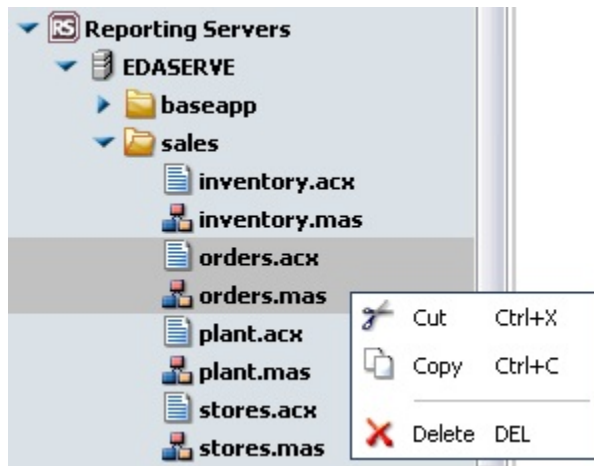 RS Reporting Servers
EDASERVE
baseapp
sales
inventory.acx
inventory.mas
orders.acx
orders.mas
plant.acx
plant.mas
stores.acx
stores.mas
Cut Ctrl+X
Copy Ctrl+C
Delete DEL